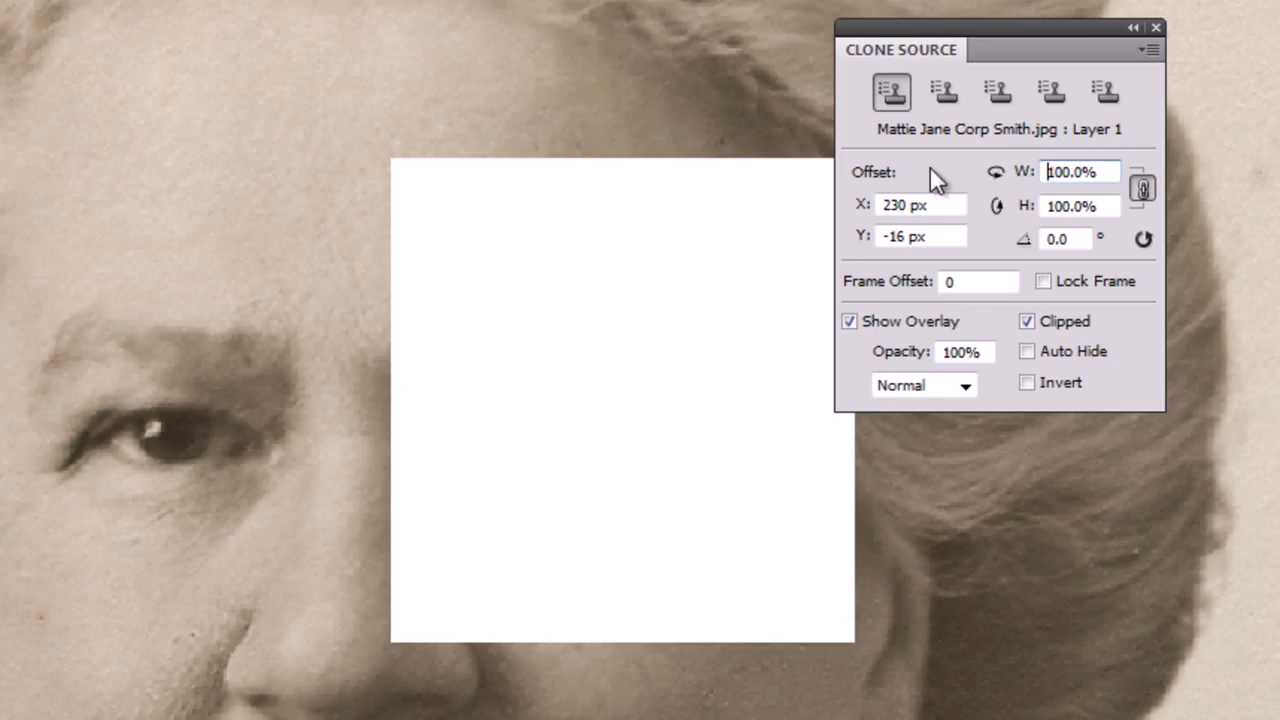 CLONE SOURCE
Mattie Jane Corp Smith.jpg : Layer 1
Offset: W: 100.0%
X: 230 px H: 100.0%
Y: -16 px 0.0 °
Frame Offset: 0 Lock Frame
Show Overlay Clipped
Opacity: 100% Auto Hide
Normal Invert